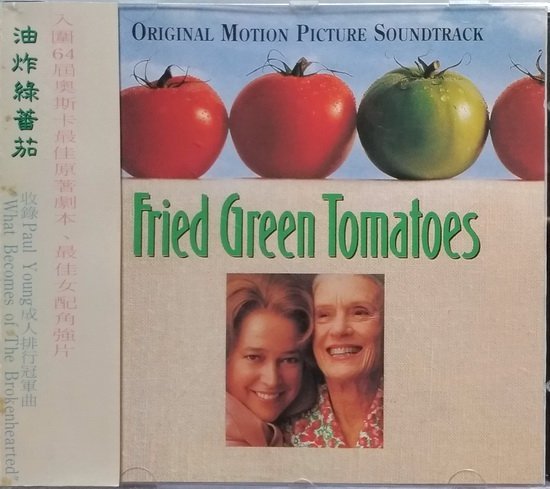 油炸綠蕃茄
入圍64屆奧斯卡最佳原著劇本、最佳女配角強片
收錄Paul Young成人排行冠軍曲
"What Becomes of The Brokenhearted"
ORIGINAL MOTION PICTURE SOUNDTRACK
Fried Green Tomatoes